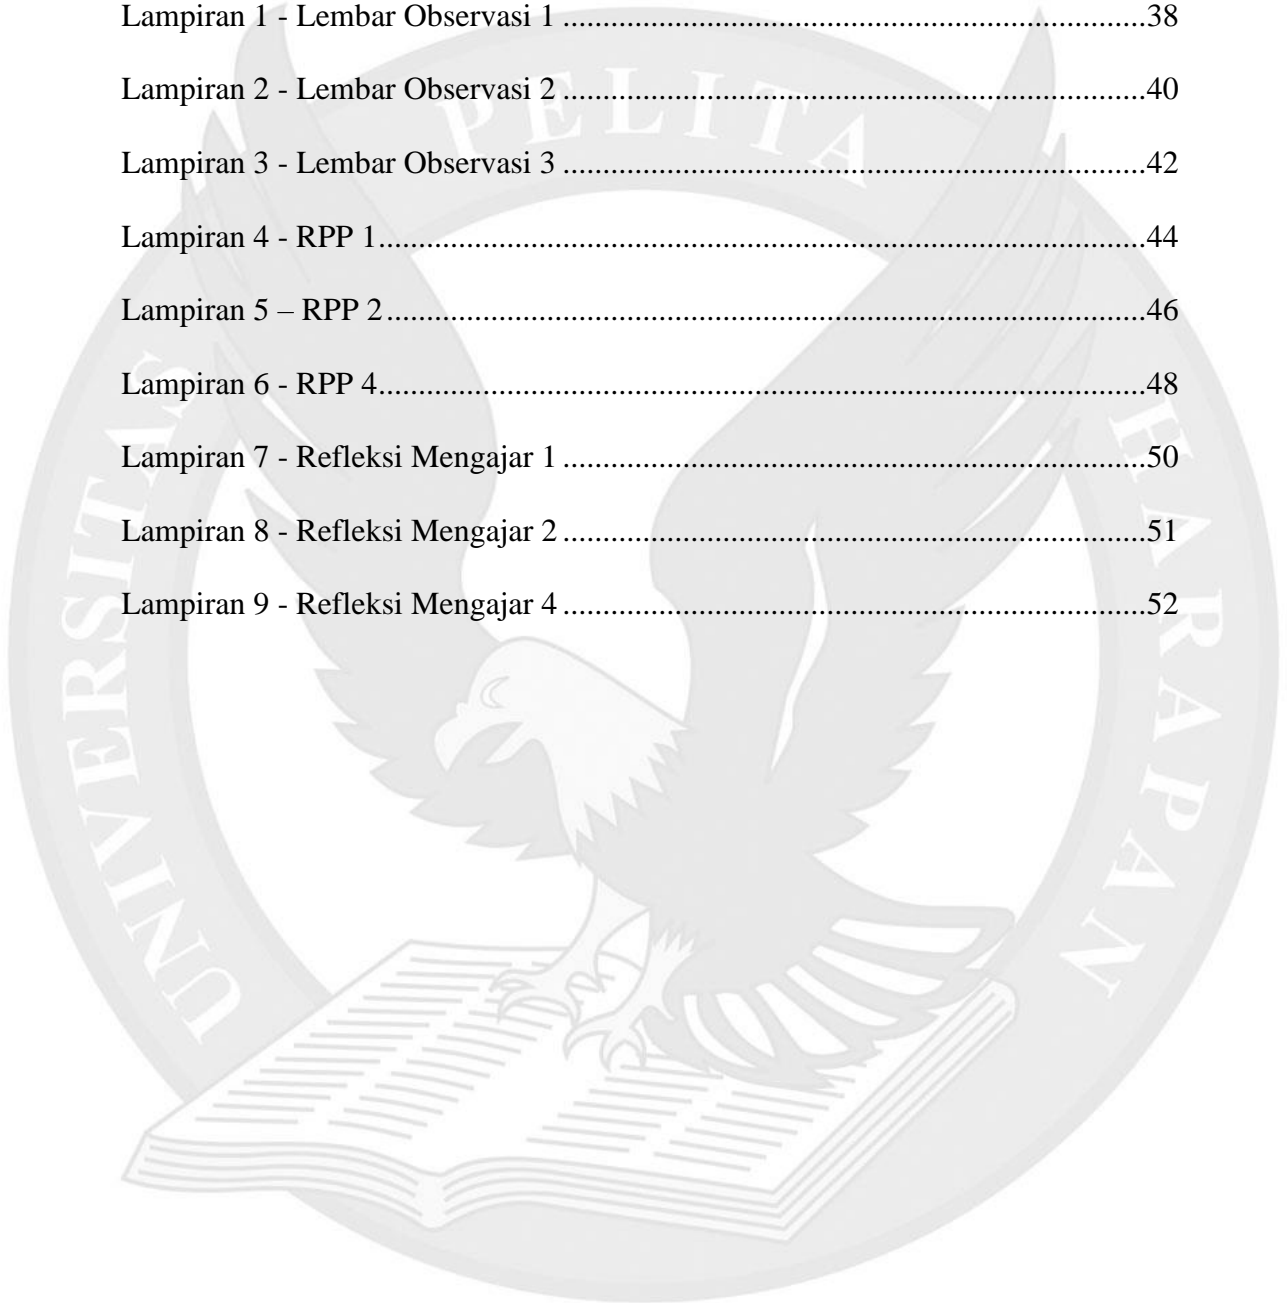 Lampiran 1 - Lembar Observasi 1 ........................................................................................38
Lampiran 2 - Lembar Observasi 2 ........................................................................................40
Lampiran 3 - Lembar Observasi 3 ........................................................................................42
Lampiran 4 - RPP 1....................................................................................................................44
Lampiran 5 – RPP 2...................................................................................................................46
Lampiran 6 - RPP 4....................................................................................................................48
Lampiran 7 - Refleksi Mengajar 1 ........................................................................................50
Lampiran 8 - Refleksi Mengajar 2 ........................................................................................51
Lampiran 9 - Refleksi Mengajar 4 ........................................................................................52
UNIVERSITAS PELITA HARAPAN